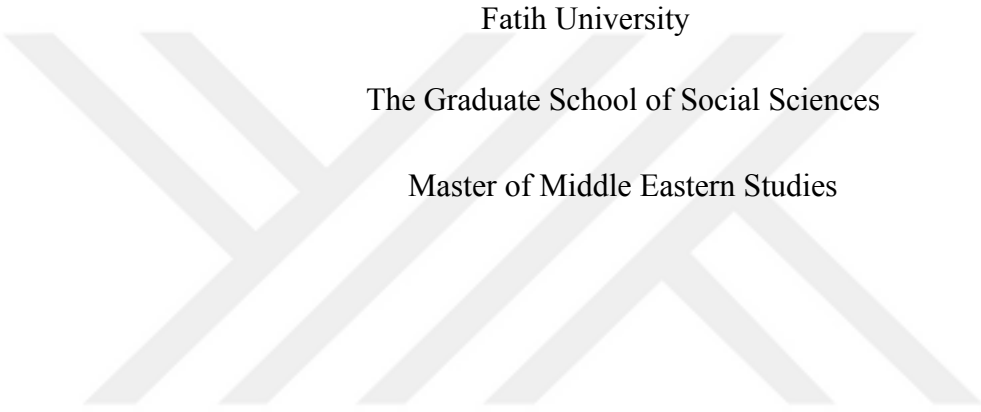 Fatih University
The Graduate School of Social Sciences
Master of Middle Eastern Studies